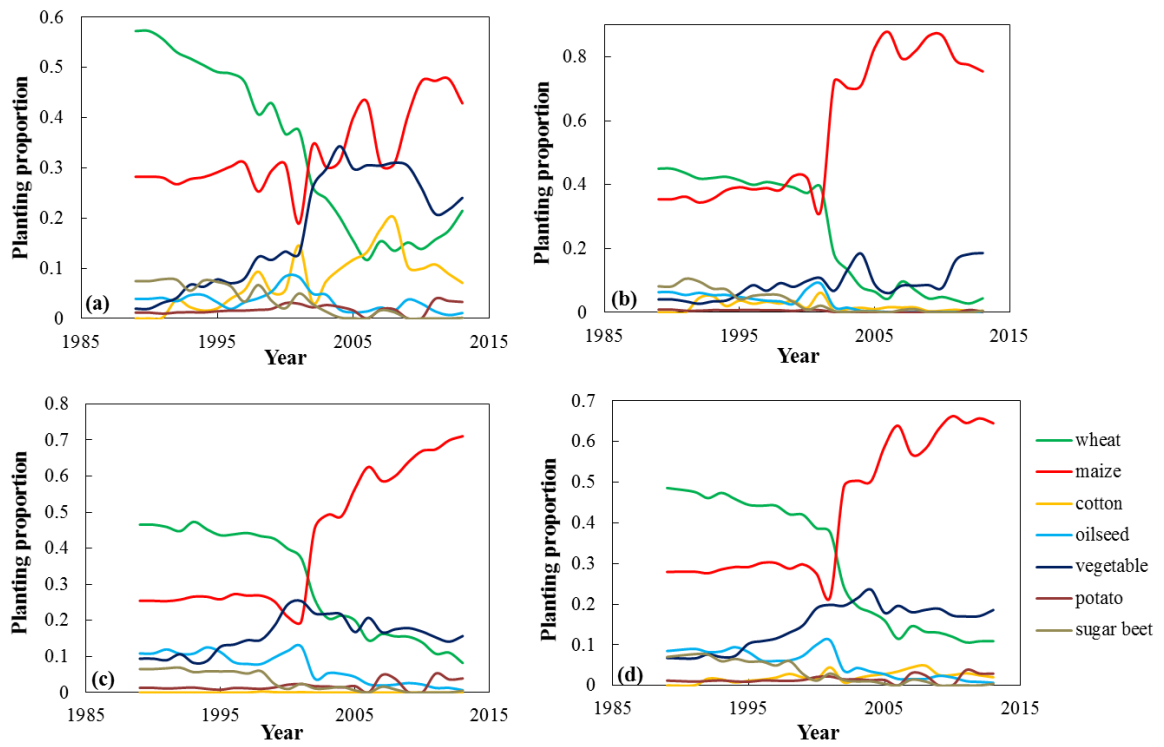 0.6
0.5
0.4
0.3
0.2
0.1
0
Planting proportion
(a)
1985 1995 2005 2015
Year
0.8
0.6
0.4
0.2
0
Planting proportion
(b)
1985 1995 2005 2015
Year
0.8
0.7
0.6
0.5
0.4
0.3
0.2
0.1
0
Planting proportion
(c)
1985 1995 2005 2015
Year
0.7
0.6
0.5
0.4
0.3
0.2
0.1
0
Planting proportion
(d)
1985 1995 2005 2015
Year
wheat
maize
cotton
oilseed
vegetable
potato
sugar beet